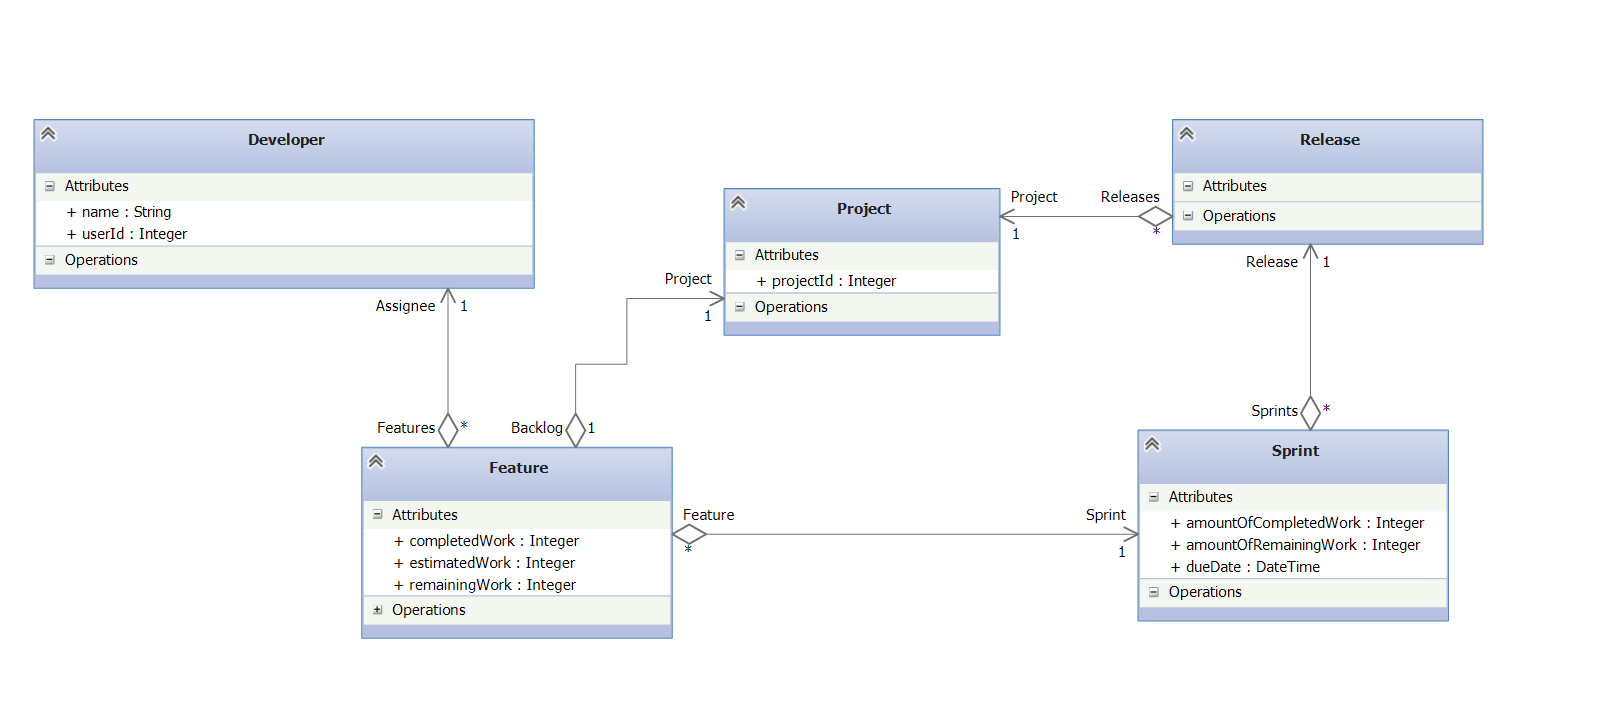 Developer
Attributes
+ name : String
+ userId : Integer
Operations
Assignee 1
Features *
Project
Attributes
+ projectId : Integer
Operations
Project
1
Backlog 1
Project
1
Releases
*
Release
Attributes
Operations
Release 1
Sprints *
Feature
Attributes
+ completedWork : Integer
+ estimatedWork : Integer
+ remainingWork : Integer
Operations
Feature
*
Sprint
1
Sprint
Attributes
+ amountOfCompletedWork : Integer
+ amountOfRemainingWork : Integer
+ dueDate : DateTime
Operations